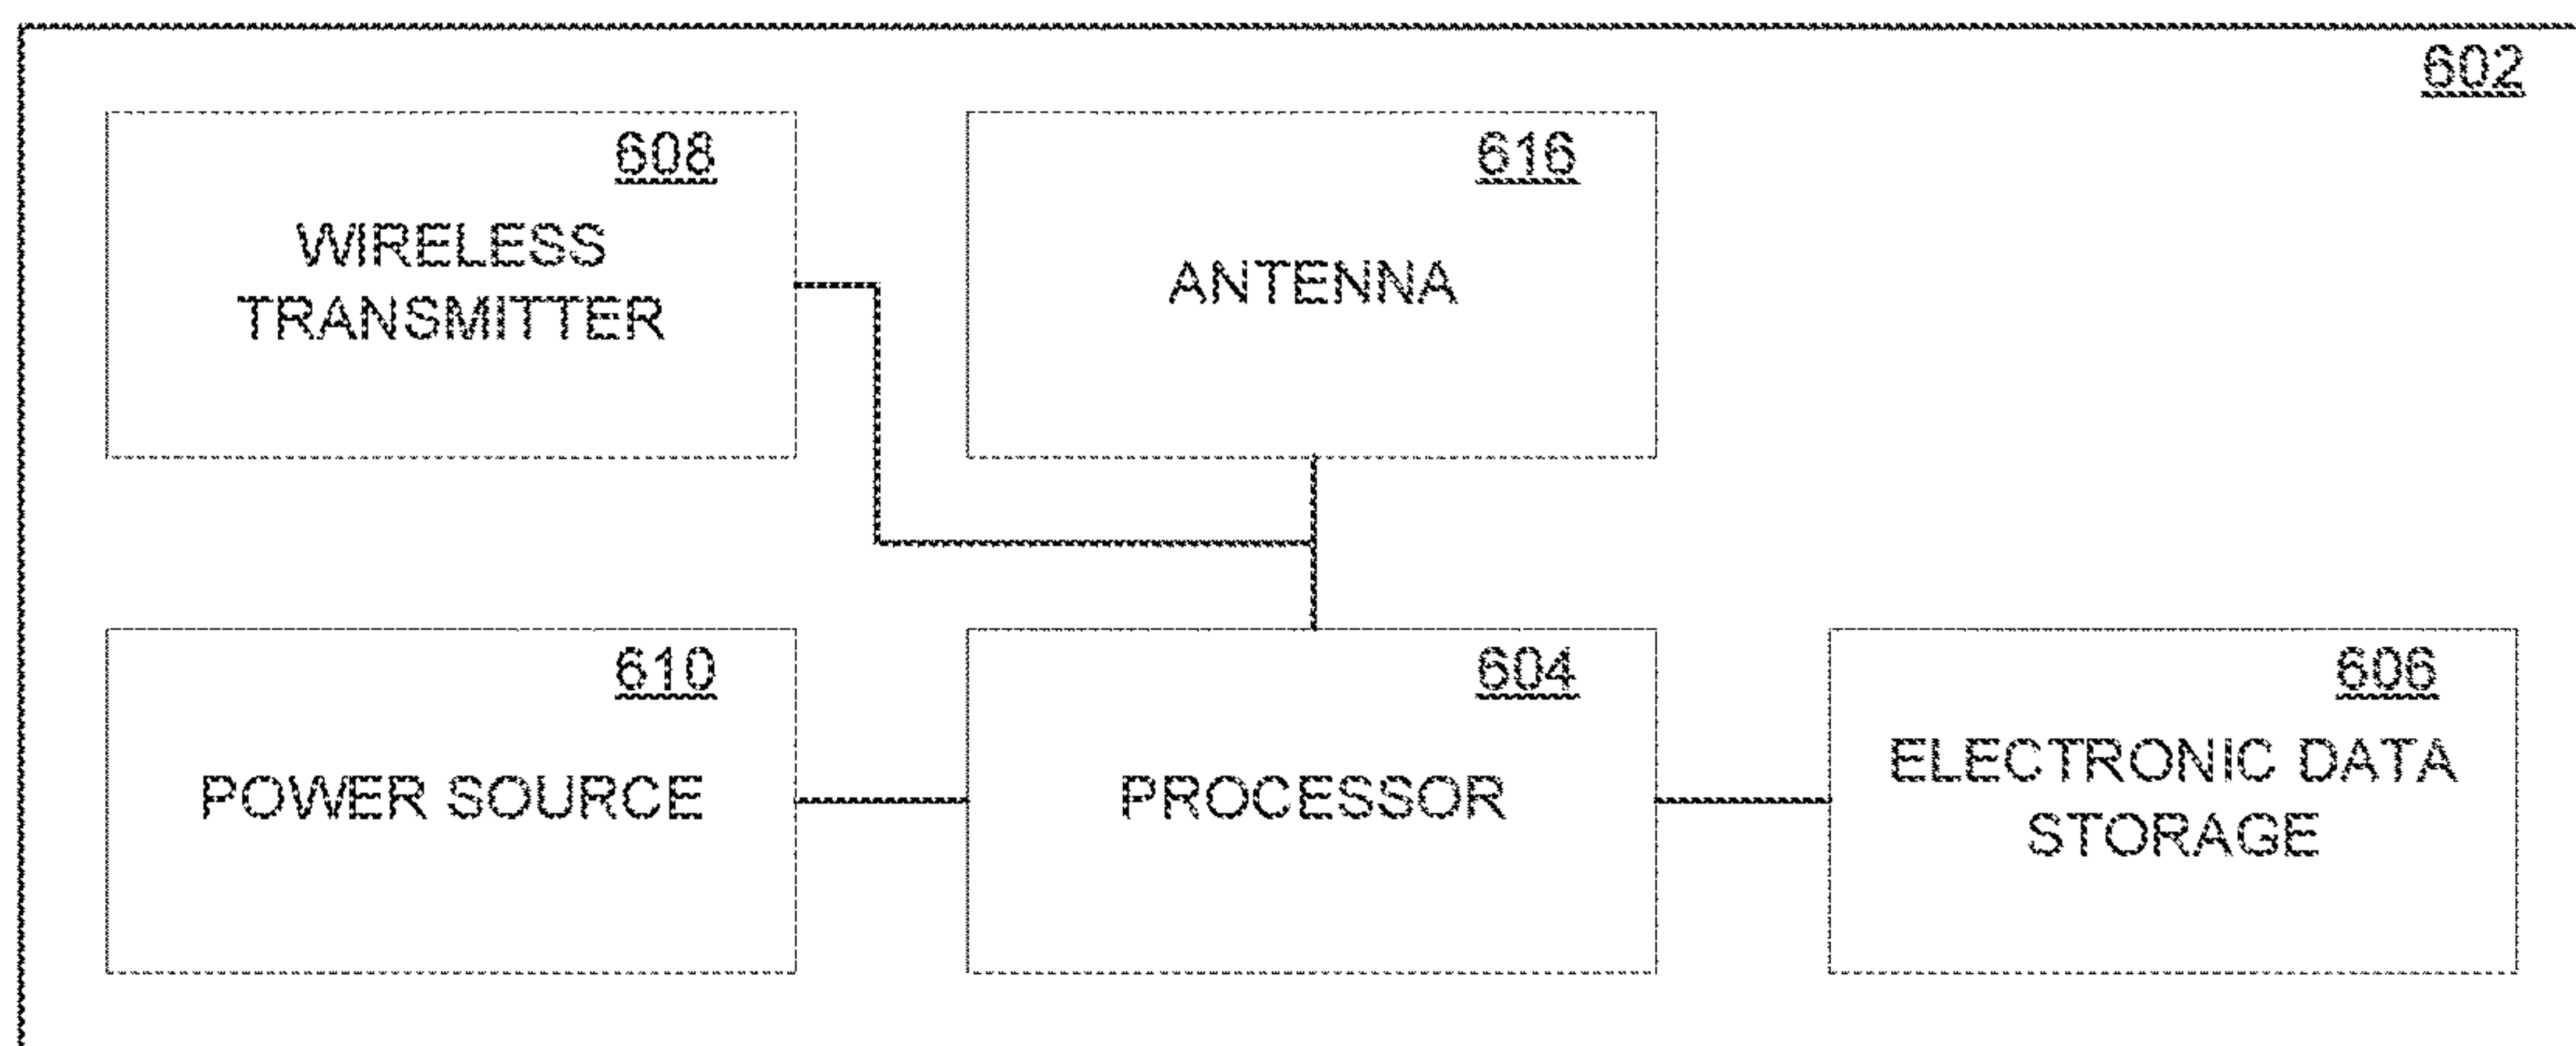 602
608
WIRELESS
TRANSMITTER
616
ANTENNA
610
POWER SOURCE
604
PROCESSOR
606
ELECTRONIC DATA
STORAGE